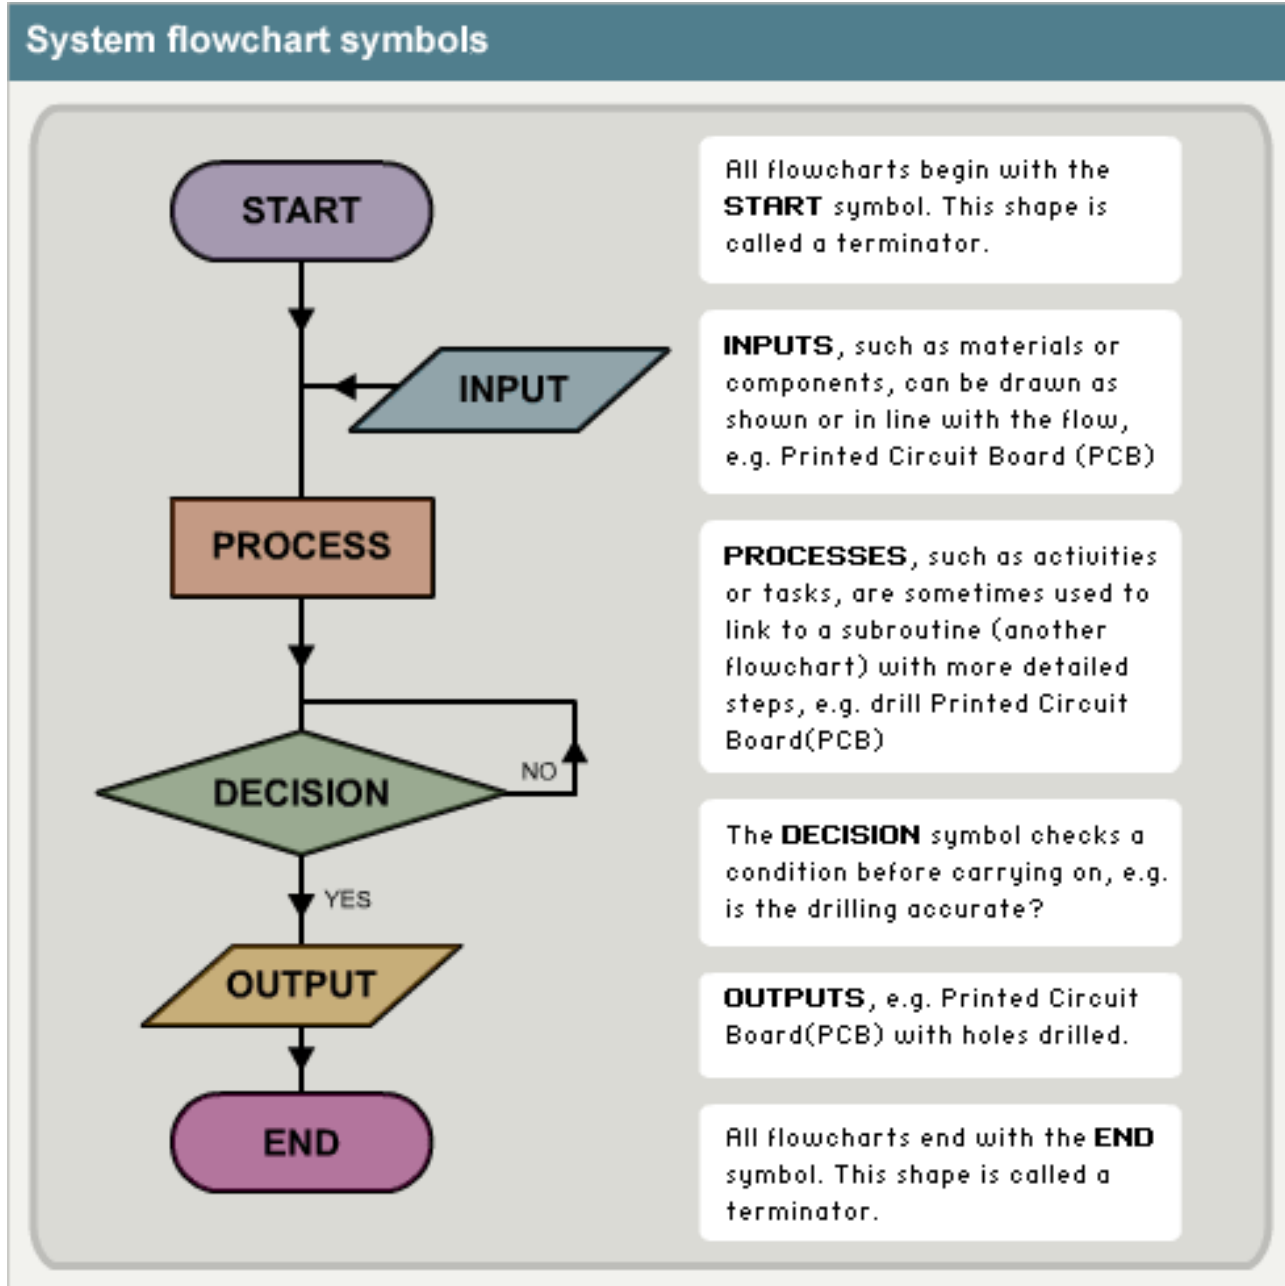 System flowchart symbols
START
All flowcharts begin with the
START symbol. This shape is
called a terminator.
INPUT
INPUTS, such as materials or
components, can be drawn as
shown or in line with the flow,
e.g. Printed Circuit Board (PCB)
PROCESS
PROCESSES, such as activities
or tasks, are sometimes used to
link to a subroutine (another
flowchart) with more detailed
steps, e.g. drill Printed Circuit
Board(PCB)
DECISION
NO
YES
The DECISION symbol checks a
condition before carrying on, e.g.
is the drilling accurate?
OUTPUT
OUTPUTS, e.g. Printed Circuit
Board(PCB) with holes drilled.
END
All flowcharts end with the END
symbol. This shape is called a
terminator.